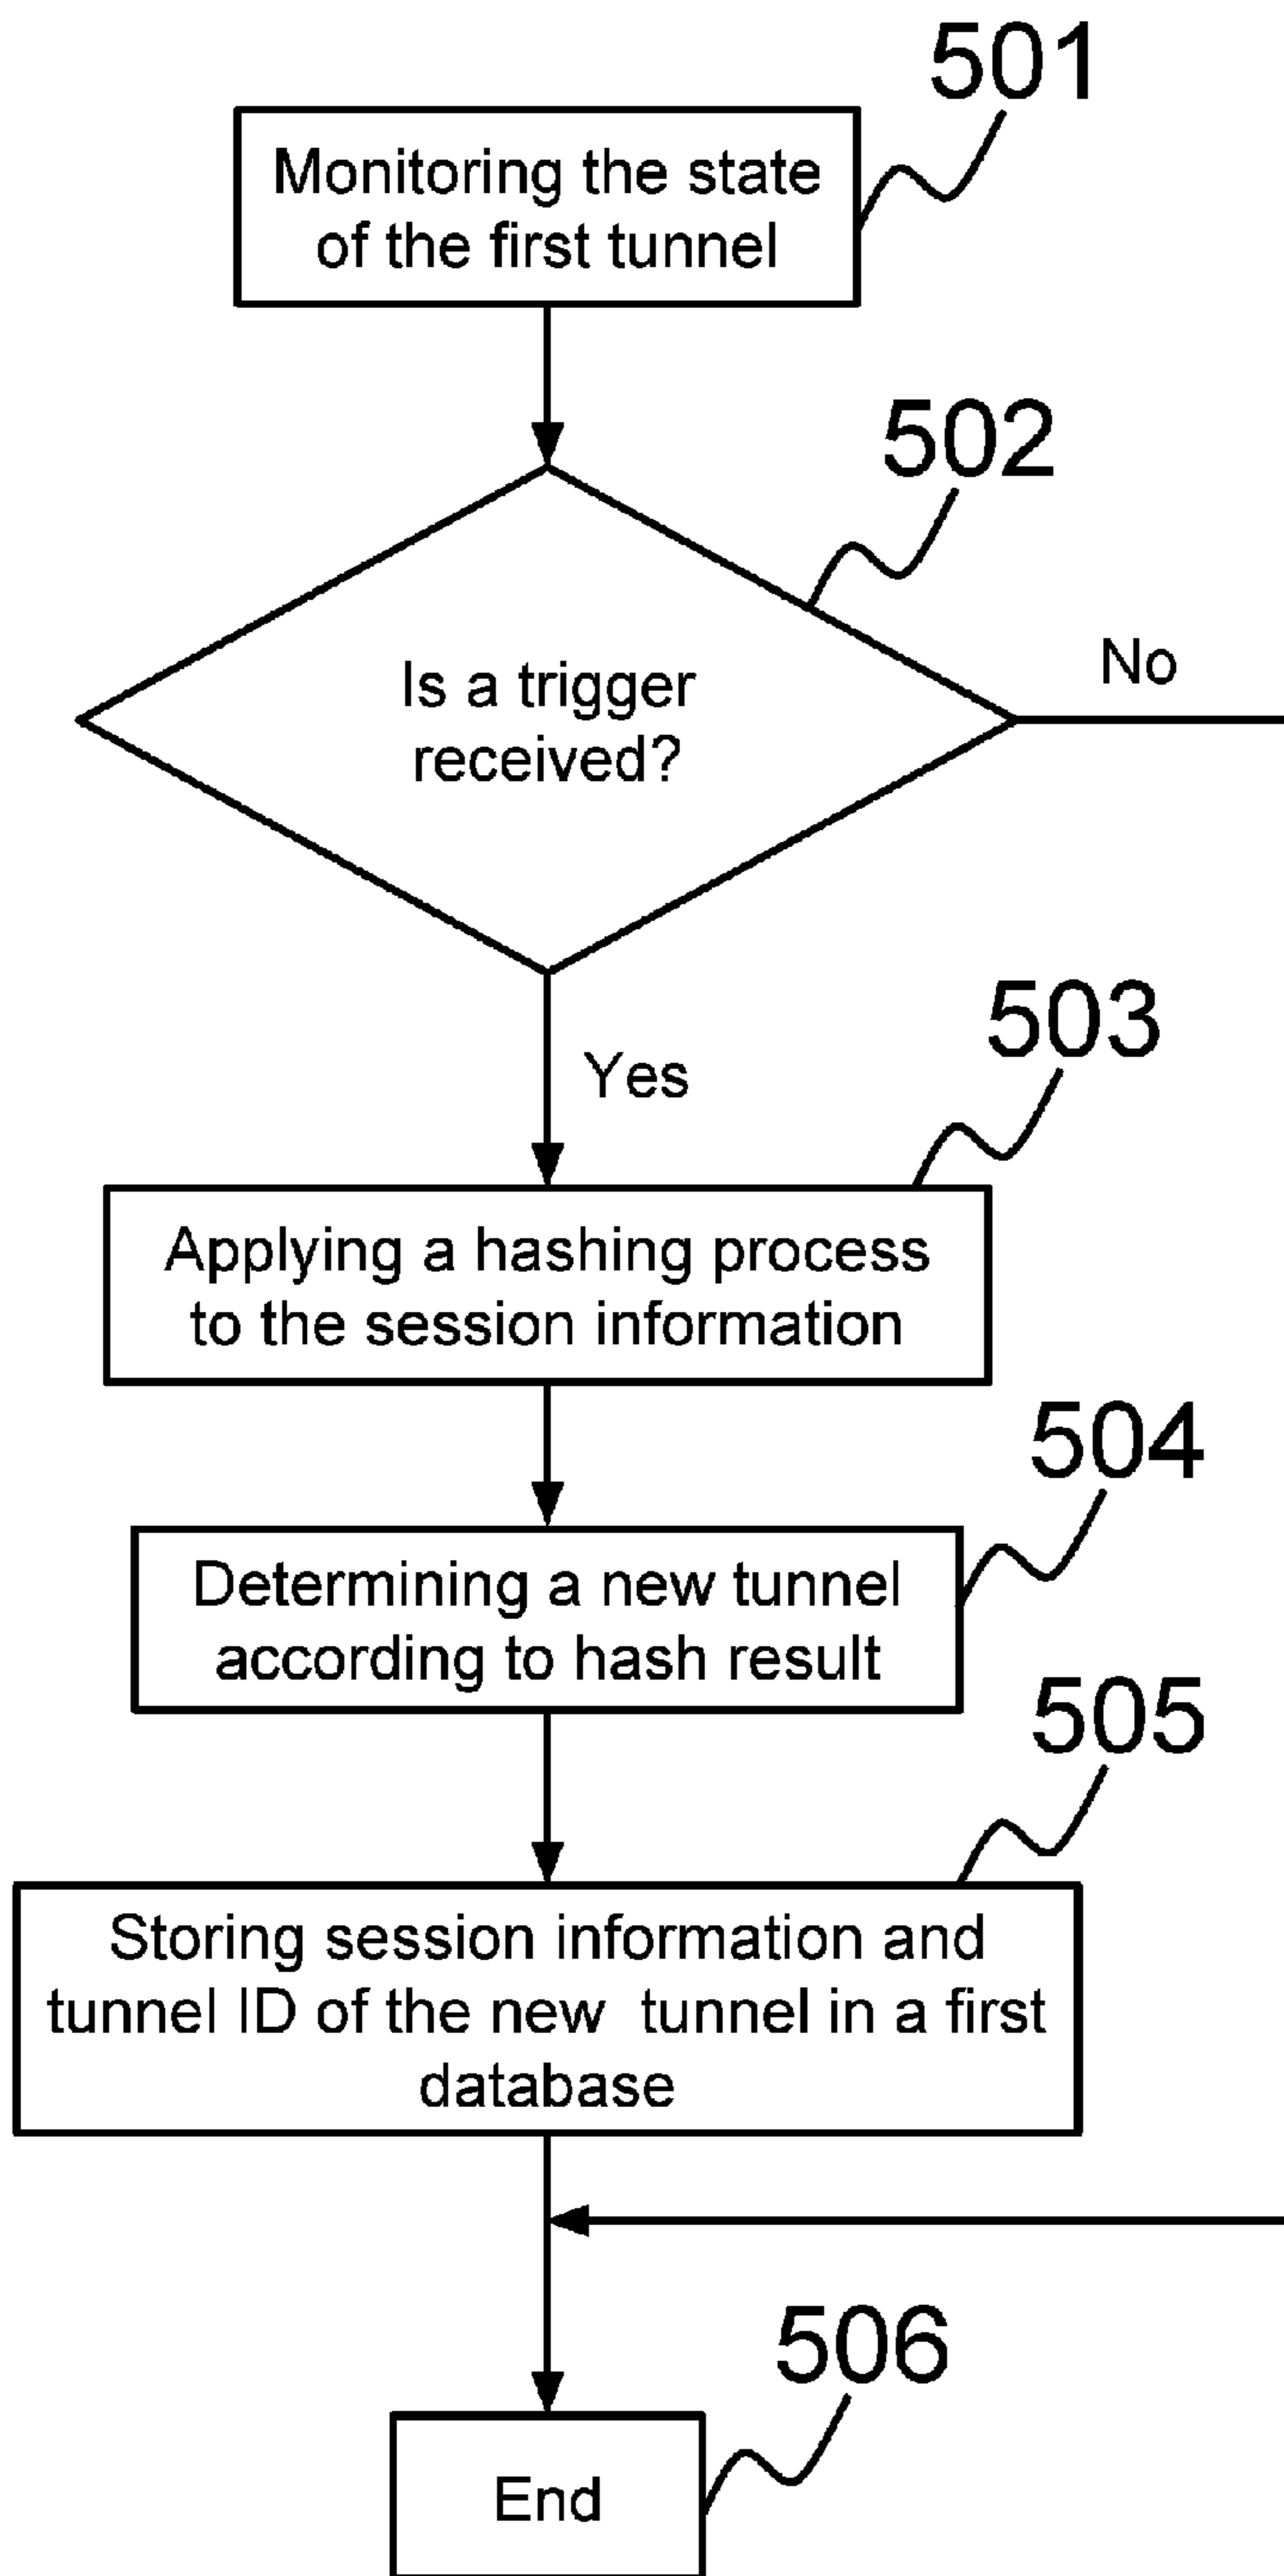 501
Monitoring the state
of the first tunnel
502
Is a trigger
received?
No
Yes
503
Applying a hashing process
to the session information
504
Determining a new tunnel
according to hash result
505
Storing session information and
tunnel ID of the new tunnel in a first
database
506
End